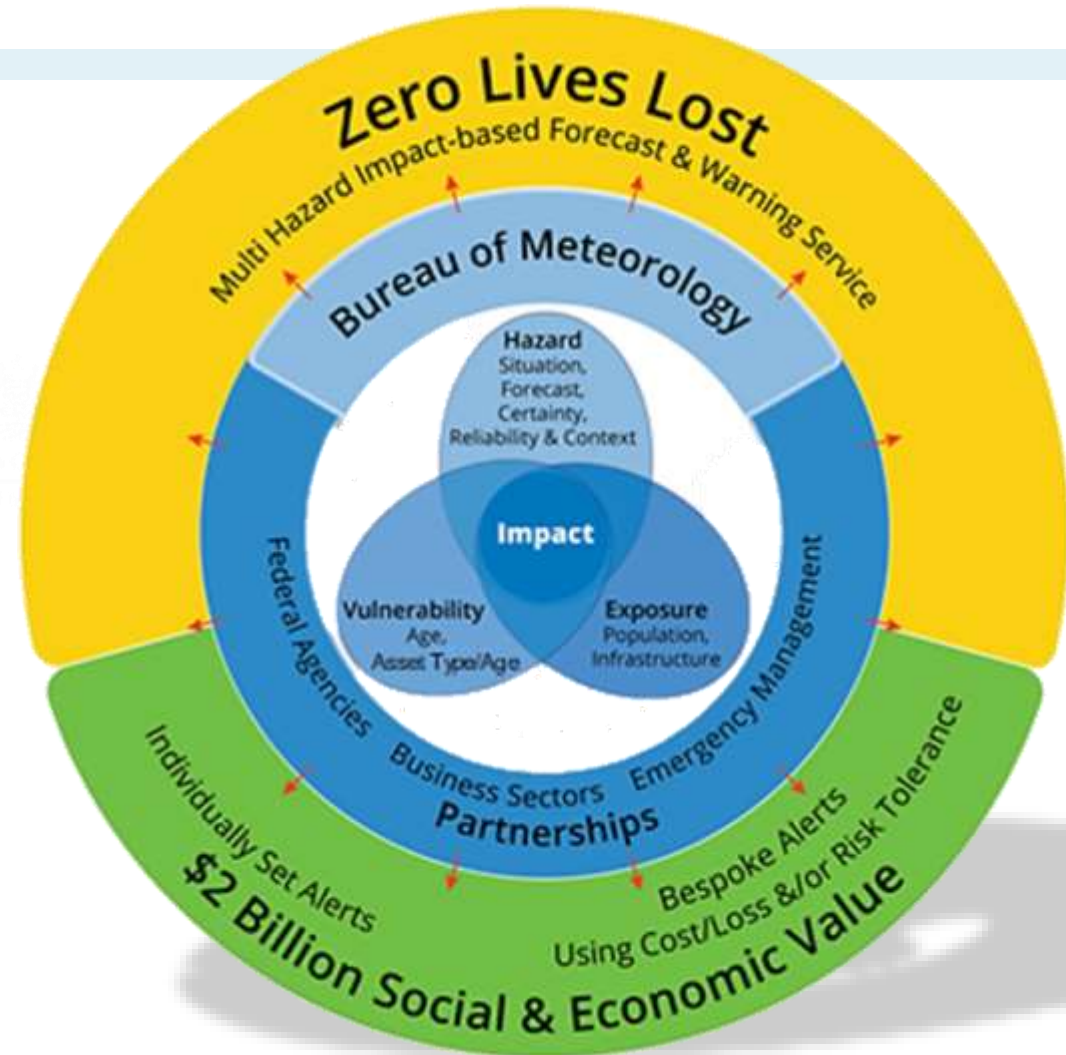 Zero Lives Lost
Multi Hazard Impact-based Forecast & Warning Service
Bureau of Meteorology
Hazard
Situation,
Forecast,
Certainty,
Reliability & Context
Impact
Vulnerability
Age,
Asset Type/Age
Exposure
Population,
Infrastructure
Federal Agencies
Business Sectors
Emergency Management
Partnerships
Individually Set Alerts
Bespoke Alerts
Using Cost/Loss &/or Risk Tolerance
$2 Billion Social & Economic Value